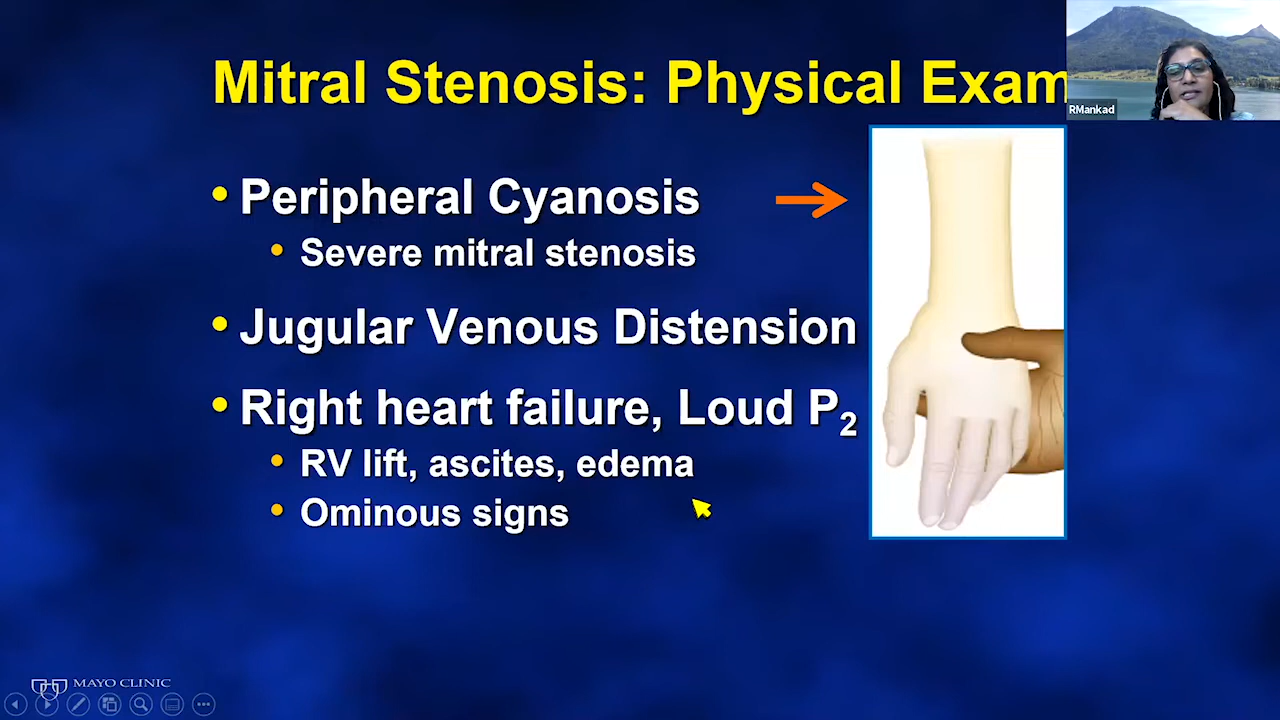 Mitral Stenosis: Physical Exam
RMankad
• Peripheral Cyanosis
• Severe mitral stenosis
• Jugular Venous Distension
• Right heart failure, Loud P₂
• RV lift, ascites, edema
• Ominous signs
MAYO CLINIC